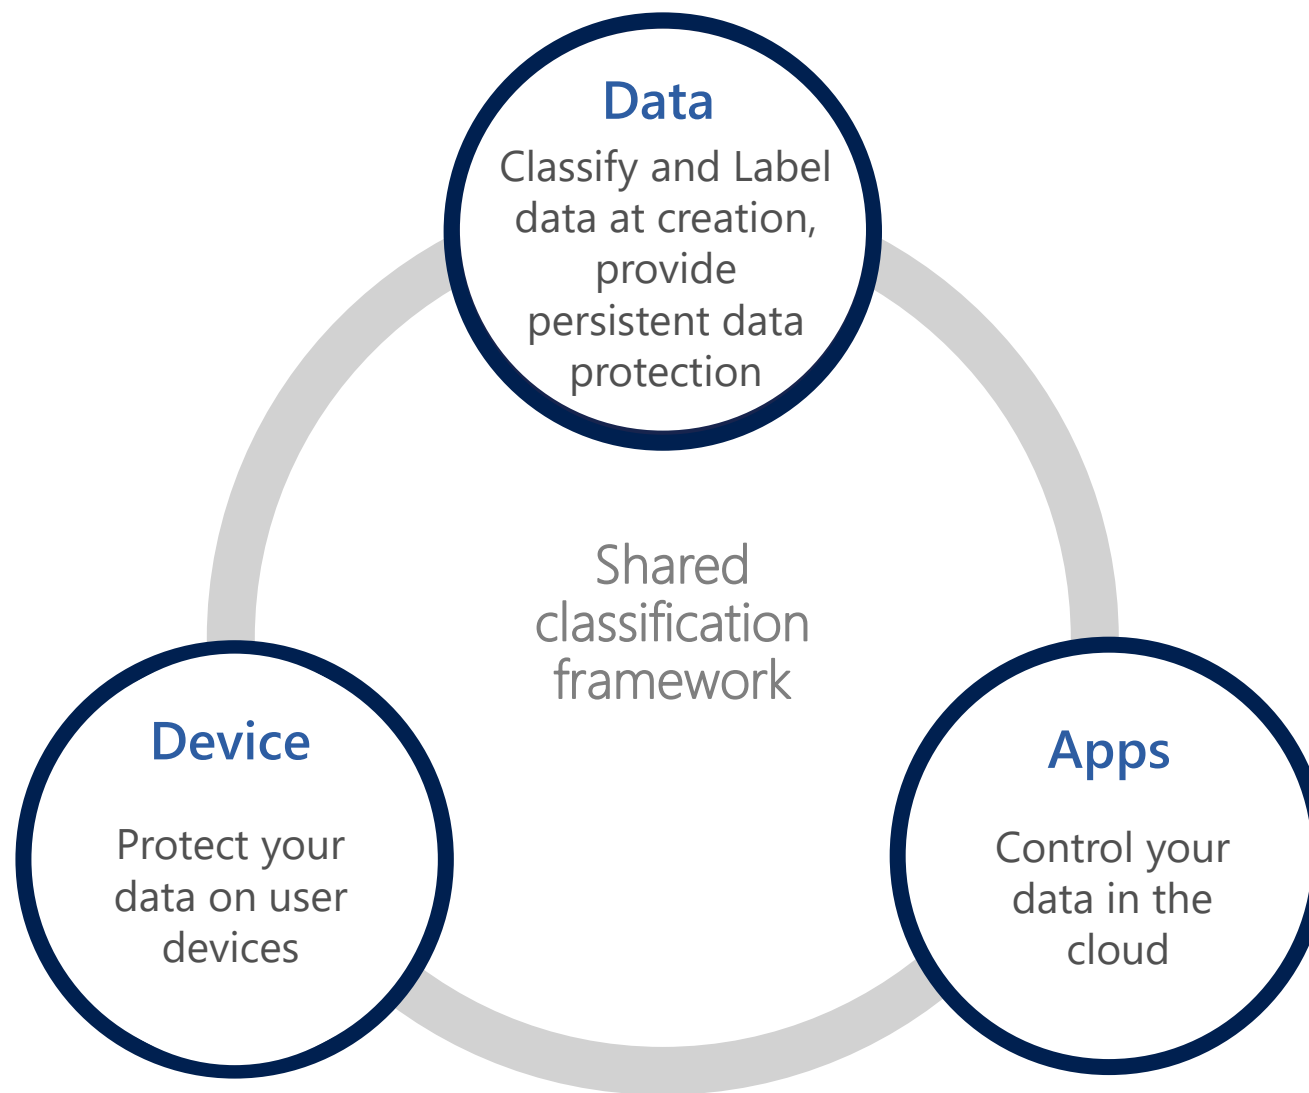 Data
Classify and Label
data at creation,
provide
persistent data
protection
Shared
classification
framework
Device
Protect your
data on user
devices
Apps
Control your
data in the
cloud